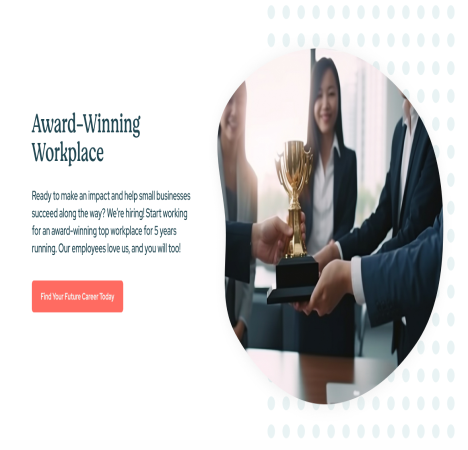 Award-Winning
Workplace
Ready to make an impact and help small businesses
succeed along the way? We're hiring! Start working
for an award-winning top workplace for 5 years
running. Our employees love us, and you will too!
Find Your Future Career Today